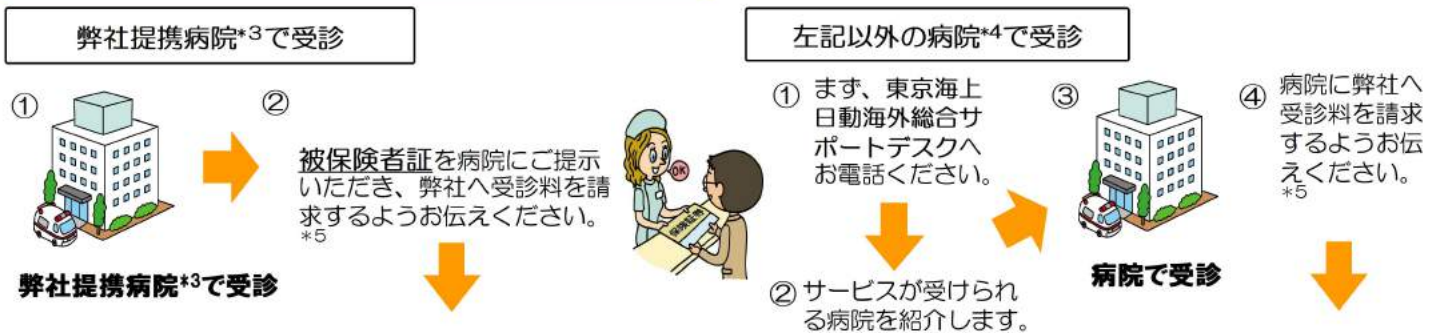 弊社提携病院*3で受診
①
②
被保険者証を病院にご提示
いただき、弊社へ受診料を請
求するようお伝えください。
*5
弊社提携病院*3で受診
OK
保険証券
左記以外の病院*4で受診
① まず、東京海上
日動海外総合サ
ポートデスクへ
お電話ください。
② サービスが受けられ
る病院を紹介します。
③
病院で受診
④ 病院に弊社へ
受診料を請求
するようお伝
えください。
*5